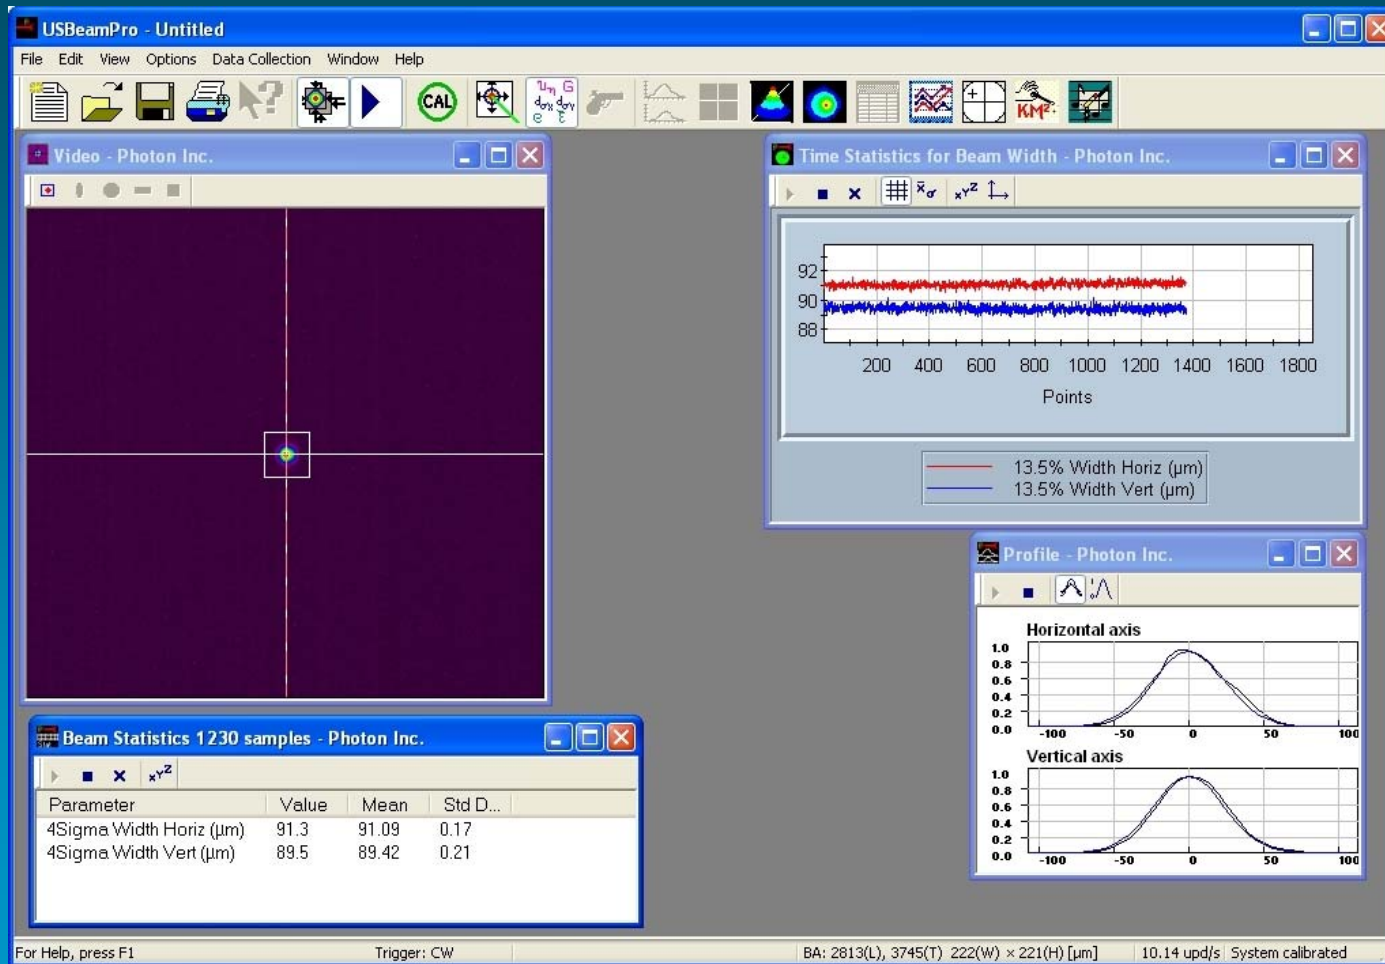 USBeamPro - Untitled
File Edit View Options Data Collection Window Help
CAL
KM²
Video - Photon Inc.
Time Statistics for Beam Width - Photon Inc.
92
90
88
200 400 600 800 1000 1200 1400 1600 1800
Points
13.5% Width Horiz (µm)
13.5% Width Vert (µm)
Profile - Photon Inc.
Horizontal axis
1.0
0.8
0.6
0.4
0.2
0.0
-100 -50 0 50 100
Vertical axis
1.0
0.8
0.6
0.4
0.2
0.0
-100 -50 0 50 100
Beam Statistics 1230 samples - Photon Inc.
Parameter Value Mean Std D...
4Sigma Width Horiz (µm) 91.3 91.09 0.17
4Sigma Width Vert (µm) 89.5 89.42 0.21
For Help, press F1 Trigger: CW BA: 2813(L), 3745(T) 222(W) × 221(H) [µm] 10.14 upd/s System calibrated